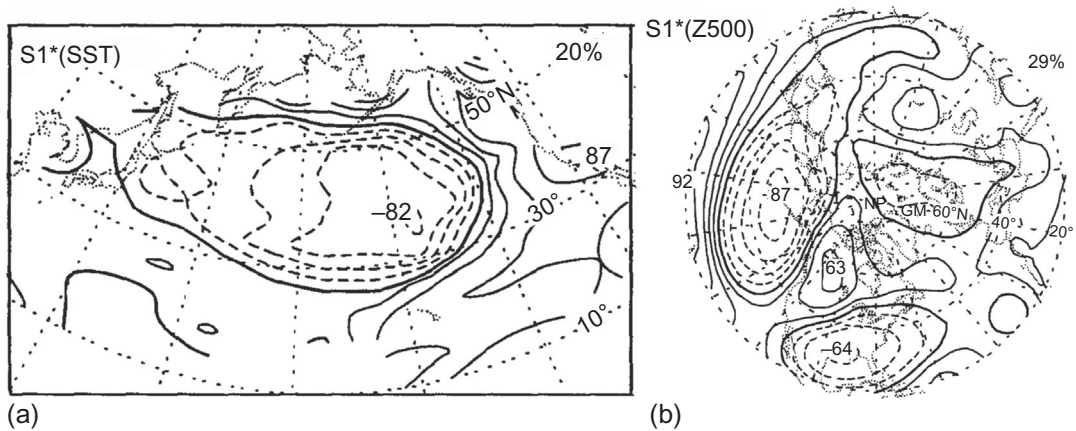 S1*(SST)
20%
50°N
87
–82
30°
10°
(a)
S1*(Z500)
29%
92
87
NP
GM
60°N
40°
20°
63
–64
(b)